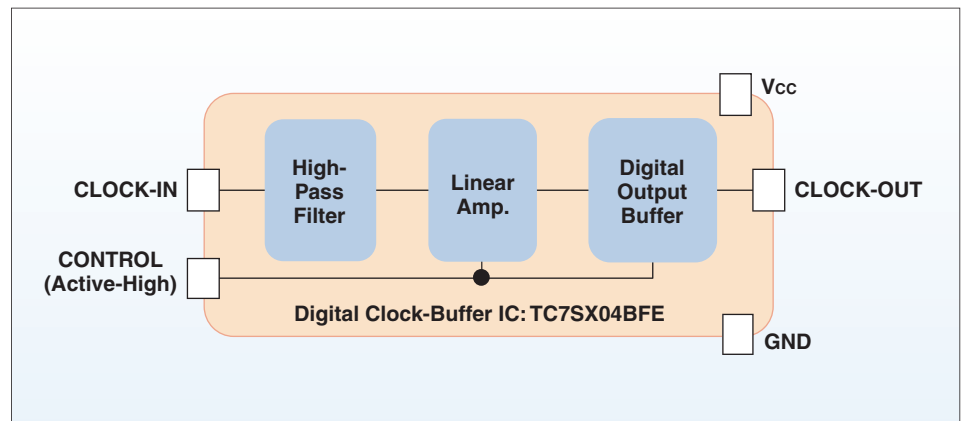 Vcc
High-
Pass
Filter
Linear
Amp.
Digital
Output
Buffer
CLOCK-IN
CLOCK-OUT
CONTROL
(Active-High)
Digital Clock-Buffer IC: TC7SX04BFE
GND